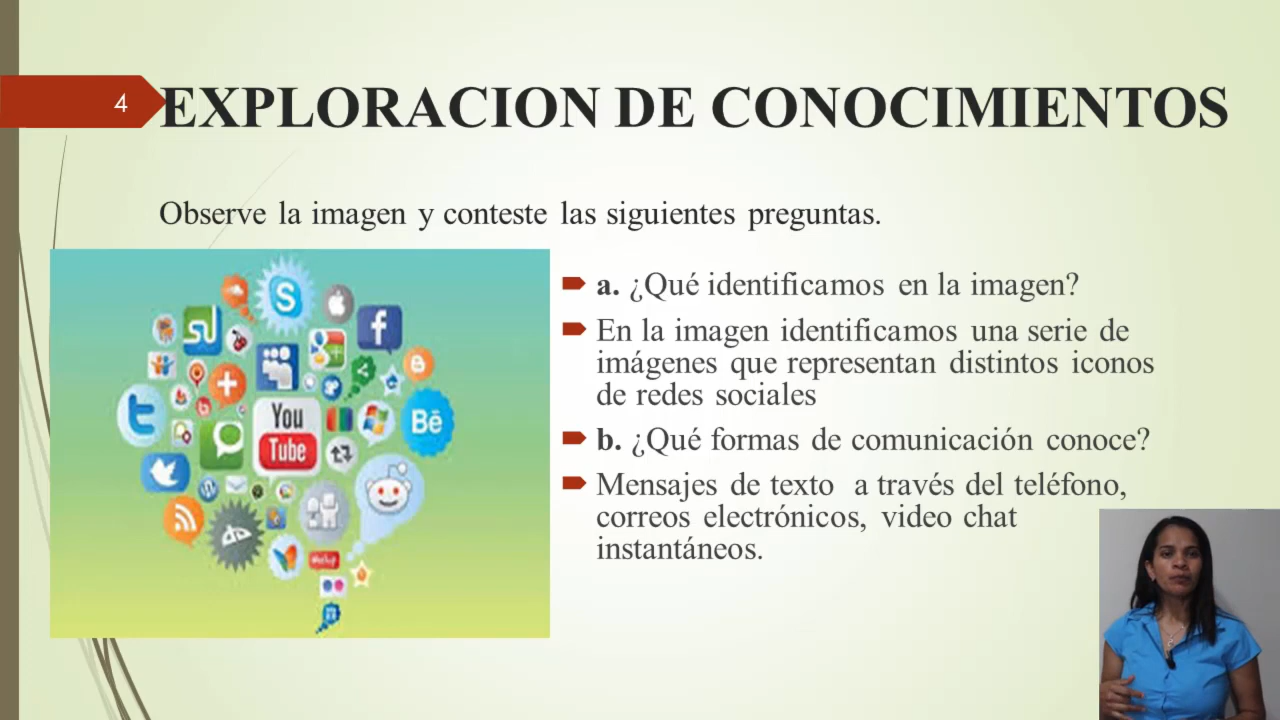 4
EXPLORACION DE CONOCIMIENTOS
Observe la imagen y conteste las siguientes preguntas.
a. ¿Qué identificamos en la imagen?
En la imagen identificamos una serie de
imágenes que representan distintos iconos
de redes sociales
b. ¿Qué formas de comunicación conoce?
Mensajes de texto a través del teléfono,
correos electrónicos, video chat
instantáneos.
S
f
t
You
Tube
Bē